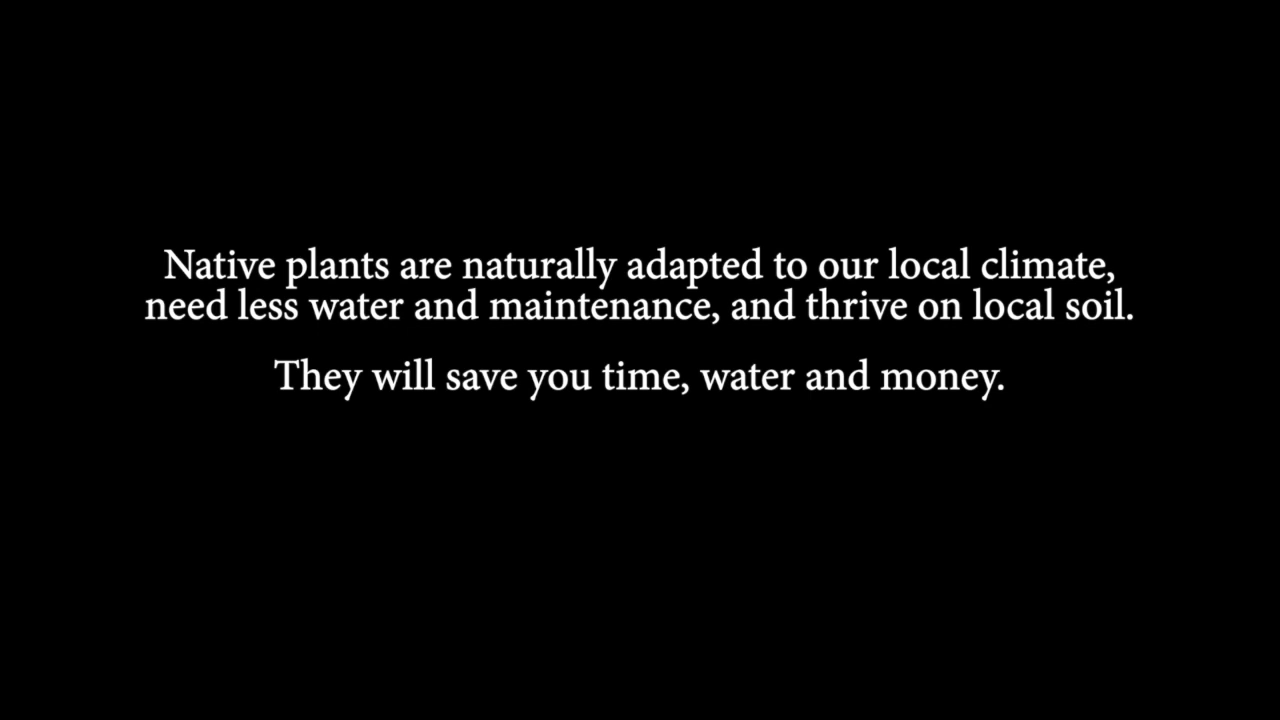 Native plants are naturally adapted to our local climate,
need less water and maintenance, and thrive on local soil.
They will save you time, water and money.